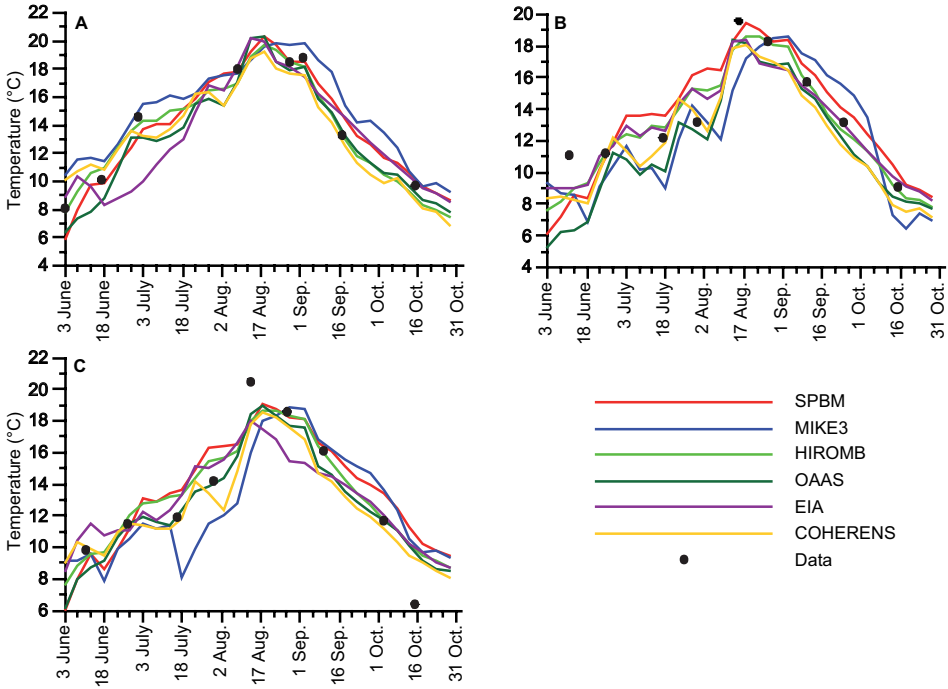 A
Temperature (°C)
22
20
18
16
14
12
10
8
6
4
3 June
18 June
3 July
18 July
2 Aug.
17 Aug.
1 Sep.
16 Sep.
1 Oct.
16 Oct.
31 Oct.
B
20
18
16
14
12
10
8
6
4
3 June
18 June
3 July
18 July
2 Aug.
17 Aug.
1 Sep.
16 Sep.
1 Oct.
16 Oct.
31 Oct.
C
Temperature (°C)
22
20
18
16
14
12
10
8
6
3 June
18 June
3 July
18 July
2 Aug.
17 Aug.
1 Sep.
16 Sep.
1 Oct.
16 Oct.
31 Oct.
SPBM
MIKE3
HIROMB
OAAS
EIA
COHERENS
Data